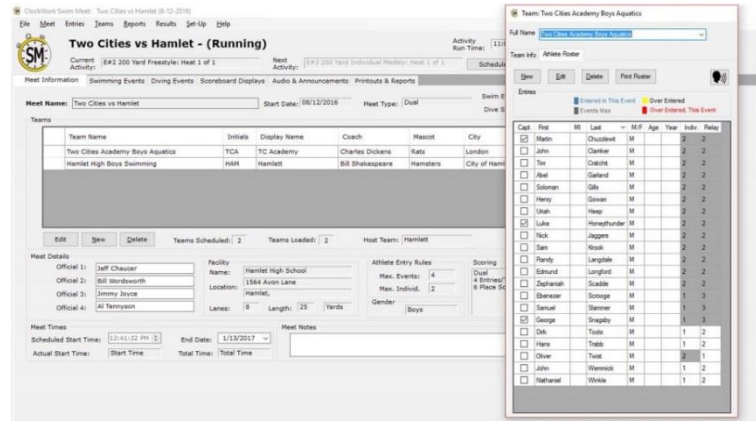 ClockWork Swim Meet: Two Cities vs Hamlet (8-12-2016)
File Meet Entries Teams Reports Results Set-Up Help
SM
Two Cities vs Hamlet - (Running)
Activity Run Time:
Current Activity: E#2 200 Yard Freestyle: Heat 1 of 1
Next Activity: E#3 200 Yard Individual Medley: Heat 1 of 1
Meet Information Swimming Events Diving Events Scoreboard Displays Audio & Announcements Printouts & Reports
Meet Name: Two Cities vs Hamlet Start Date: 08/12/2016 Meet Type: Dual
Swim E
Dive S
Teams
Team Name Initials Display Name Coach Mascot City
Two Cities Academy Boys Aquatics TCA TC Academy Charles Dickens Rats London
Hamlet High Boys Swimming HAM Hamlett Bill Shakespeare Hamsters City of Haml
Edit New Delete Teams Scheduled: 2 Teams Loaded: 2 Host Team: Hamlett
Meet Details
Official 1: Jeff Chaucer
Official 2: Bill Wordsworth
Official 3: Jimmy Joyce
Official 4: Al Tennyson
Facility
Name: Hamlet High School
Location: 1564 Avon Lane
Hamlet,
Lanes: 8 Length: 25 Yards
Athlete Entry Rules
Max. Events: 4
Max. Individ. 2
Gender
Boys
Scoring
Dual
4 Entries/
6 Place Sc
Meet Times
Scheduled Start Time: 12:41:32 PM End Date: 1/13/2017
Actual Start Time: Start Time Total Time: Total Time
Meet Notes
Team: Two Cities Academy Boys Aquatics
Full Name Two Cities Academy Boys Aquatics
Team Info Athlete Roster
New Edit Delete Print Roster
Entries
Entered in This Event Over Entered
Events Max Over Entered, This Event
Capt. First MI Last M/F Age Year Indiv. Relay
Martin Chuzzlewit M 2 2
John Clarriker M 2 2
Tim Cratchit M 2 2
Abel Garland M 2 2
Soloman Gills M 2 2
Henry Gowan M 2 2
Uriah Heep M 2 2
Luke Honeythunder M 2 2
Nick Jaggers M 2 2
Sam Krook M 2 2
Randy Langdale M 2 2
Edmund Longford M 2 2
Zephaniah Scadde M 2 2
Ebenezer Scrooge M 1 3
Samuel Slammer M 1 3
George Snagsby M 1 3
Dirk Toots M 1 2
Hans Trabb M 1 2
Oliver Twist M 2 1
John Wemmick M 1 2
Nathaniel Winkle M 1 2